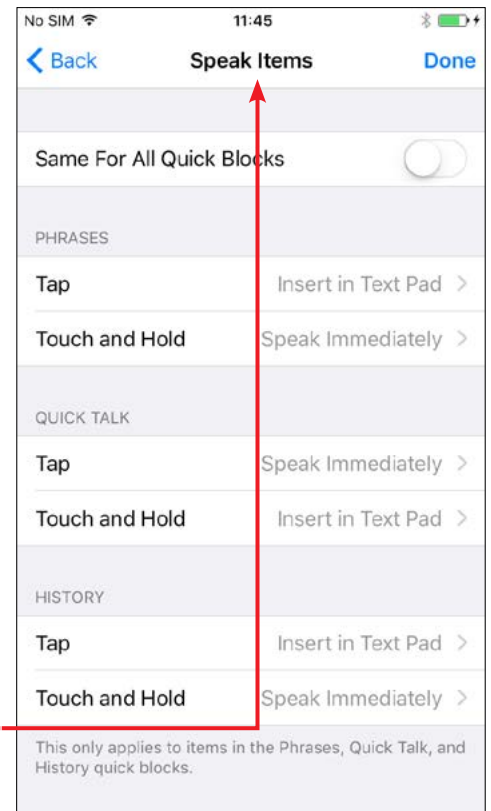 No SIM 11:45
Back Speak Items Done
Same For All Quick Blocks
PHRASES
Tap Insert in Text Pad
Touch and Hold Speak Immediately
QUICK TALK
Tap Speak Immediately
Touch and Hold Insert in Text Pad
HISTORY
Tap Insert in Text Pad
Touch and Hold Speak Immediately
This only applies to items in the Phrases, Quick Talk, and
History quick blocks.